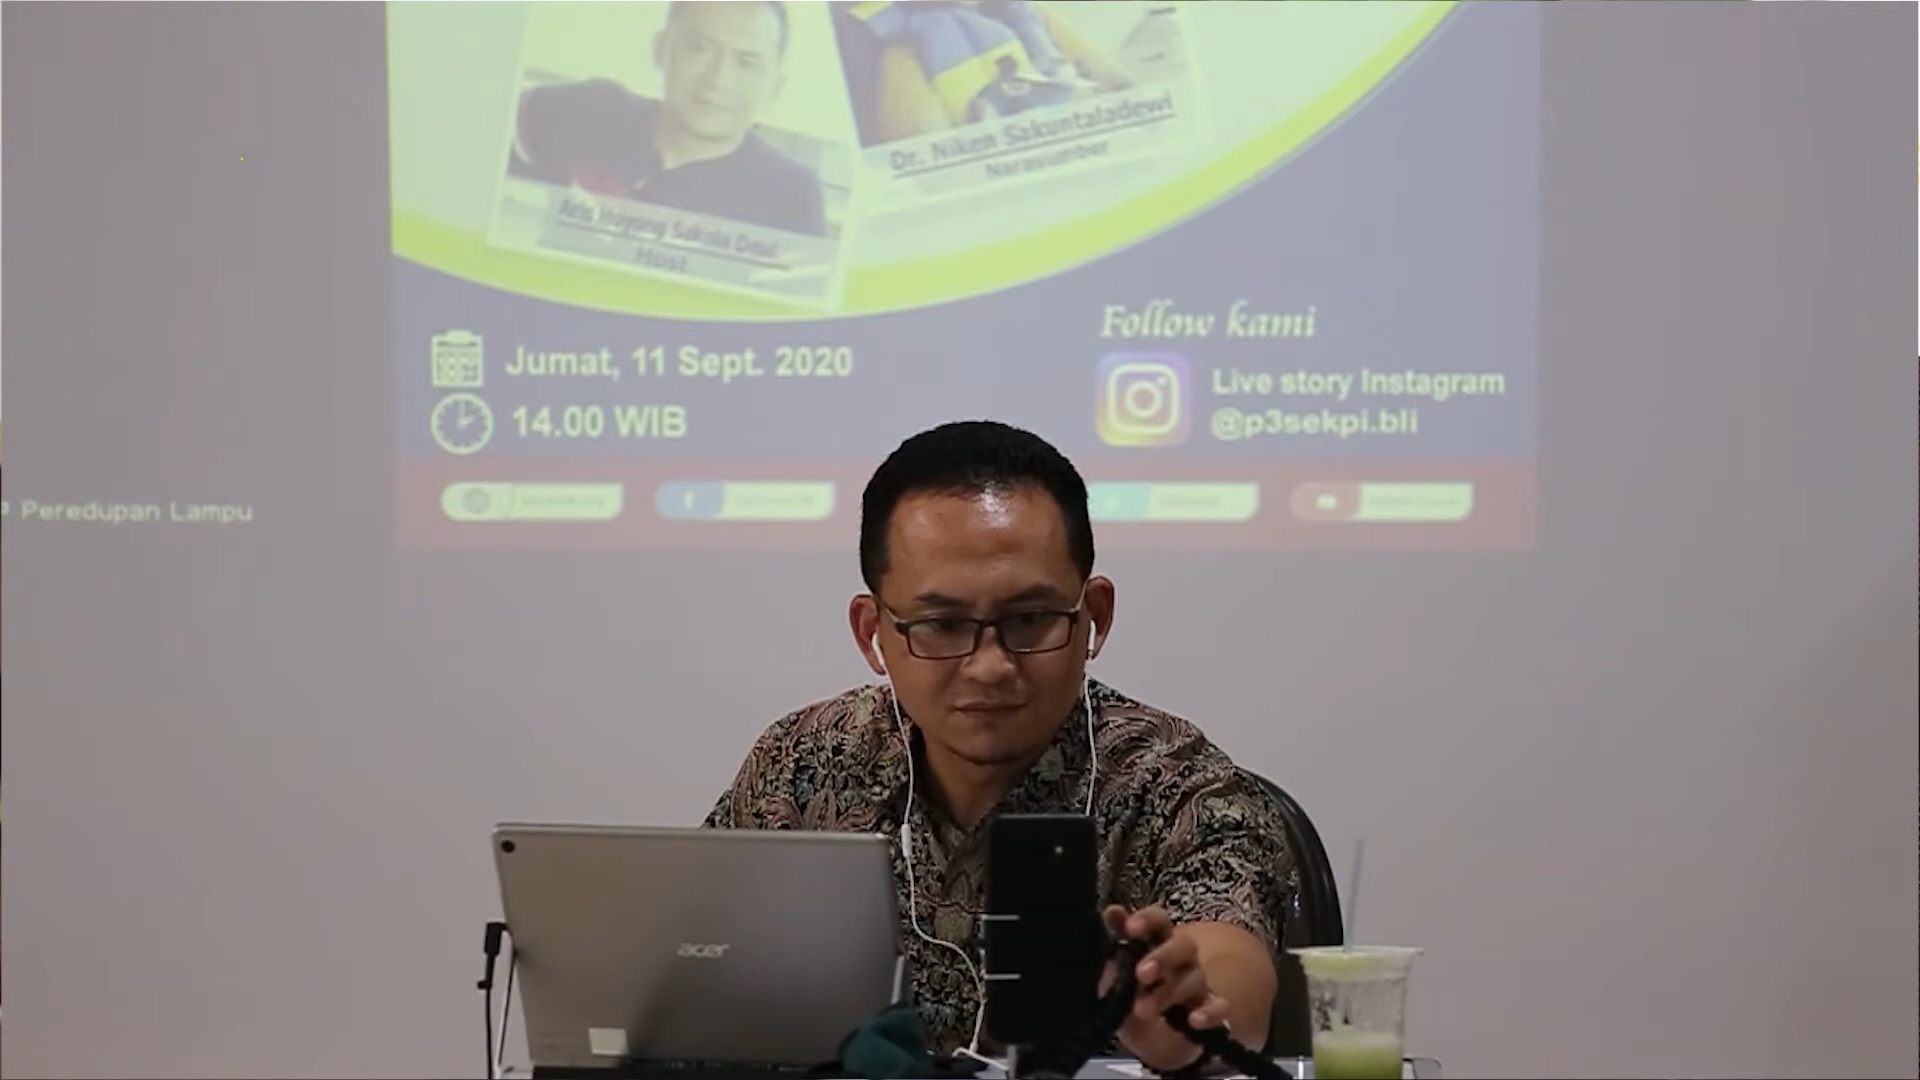 Dr. Niken Sakuntaladewi
Narasumber
Aris
Host
Jumat, 11 Sept. 2020
14.00 WIB
Follow kami
Live story Instagram
@p3sekpi.bli
Peredupan Lampu
acer